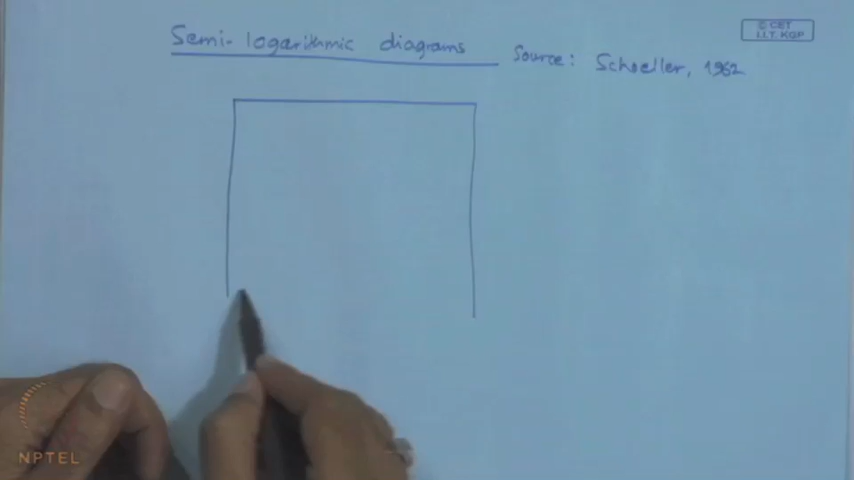 Semi-logarithmic diagrams Source: Schoeller, 1962
© CET
I.I.T. KGP
NPTEL